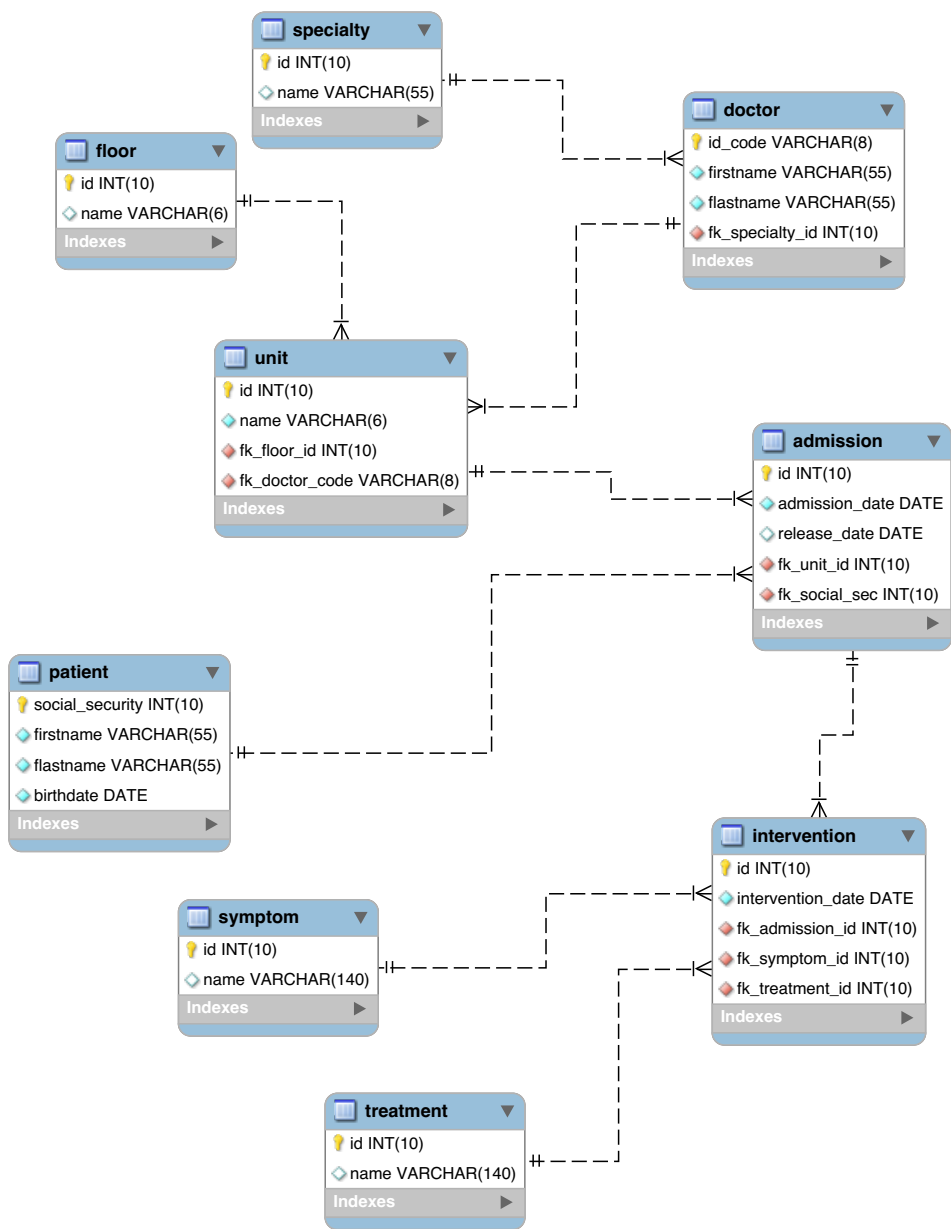 specialty
id INT(10)
name VARCHAR(55)
Indexes
doctor
id_code VARCHAR(8)
firstname VARCHAR(55)
flastname VARCHAR(55)
fk_specialty_id INT(10)
Indexes
floor
id INT(10)
name VARCHAR(6)
Indexes
unit
id INT(10)
name VARCHAR(6)
fk_floor_id INT(10)
fk_doctor_code VARCHAR(8)
Indexes
admission
id INT(10)
admission_date DATE
release_date DATE
fk_unit_id INT(10)
fk_social_sec INT(10)
Indexes
patient
social_security INT(10)
firstname VARCHAR(55)
flastname VARCHAR(55)
birthdate DATE
Indexes
intervention
id INT(10)
intervention_date DATE
fk_admission_id INT(10)
fk_symptom_id INT(10)
fk_treatment_id INT(10)
Indexes
symptom
id INT(10)
name VARCHAR(140)
Indexes
treatment
id INT(10)
name VARCHAR(140)
Indexes